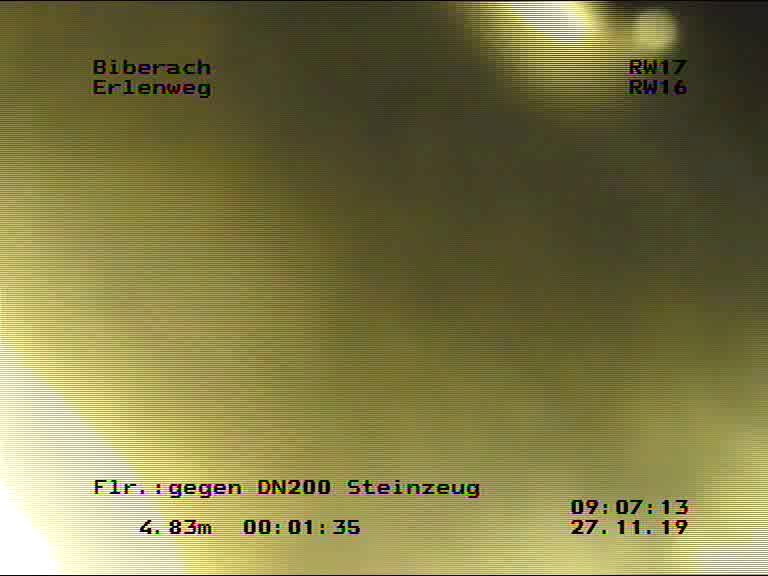 Biberach RW17
Erlenweg RW16
Flr.:gegen DN200 Steinzeug
09:07:13
4.83m 00:01:35 27.11.19